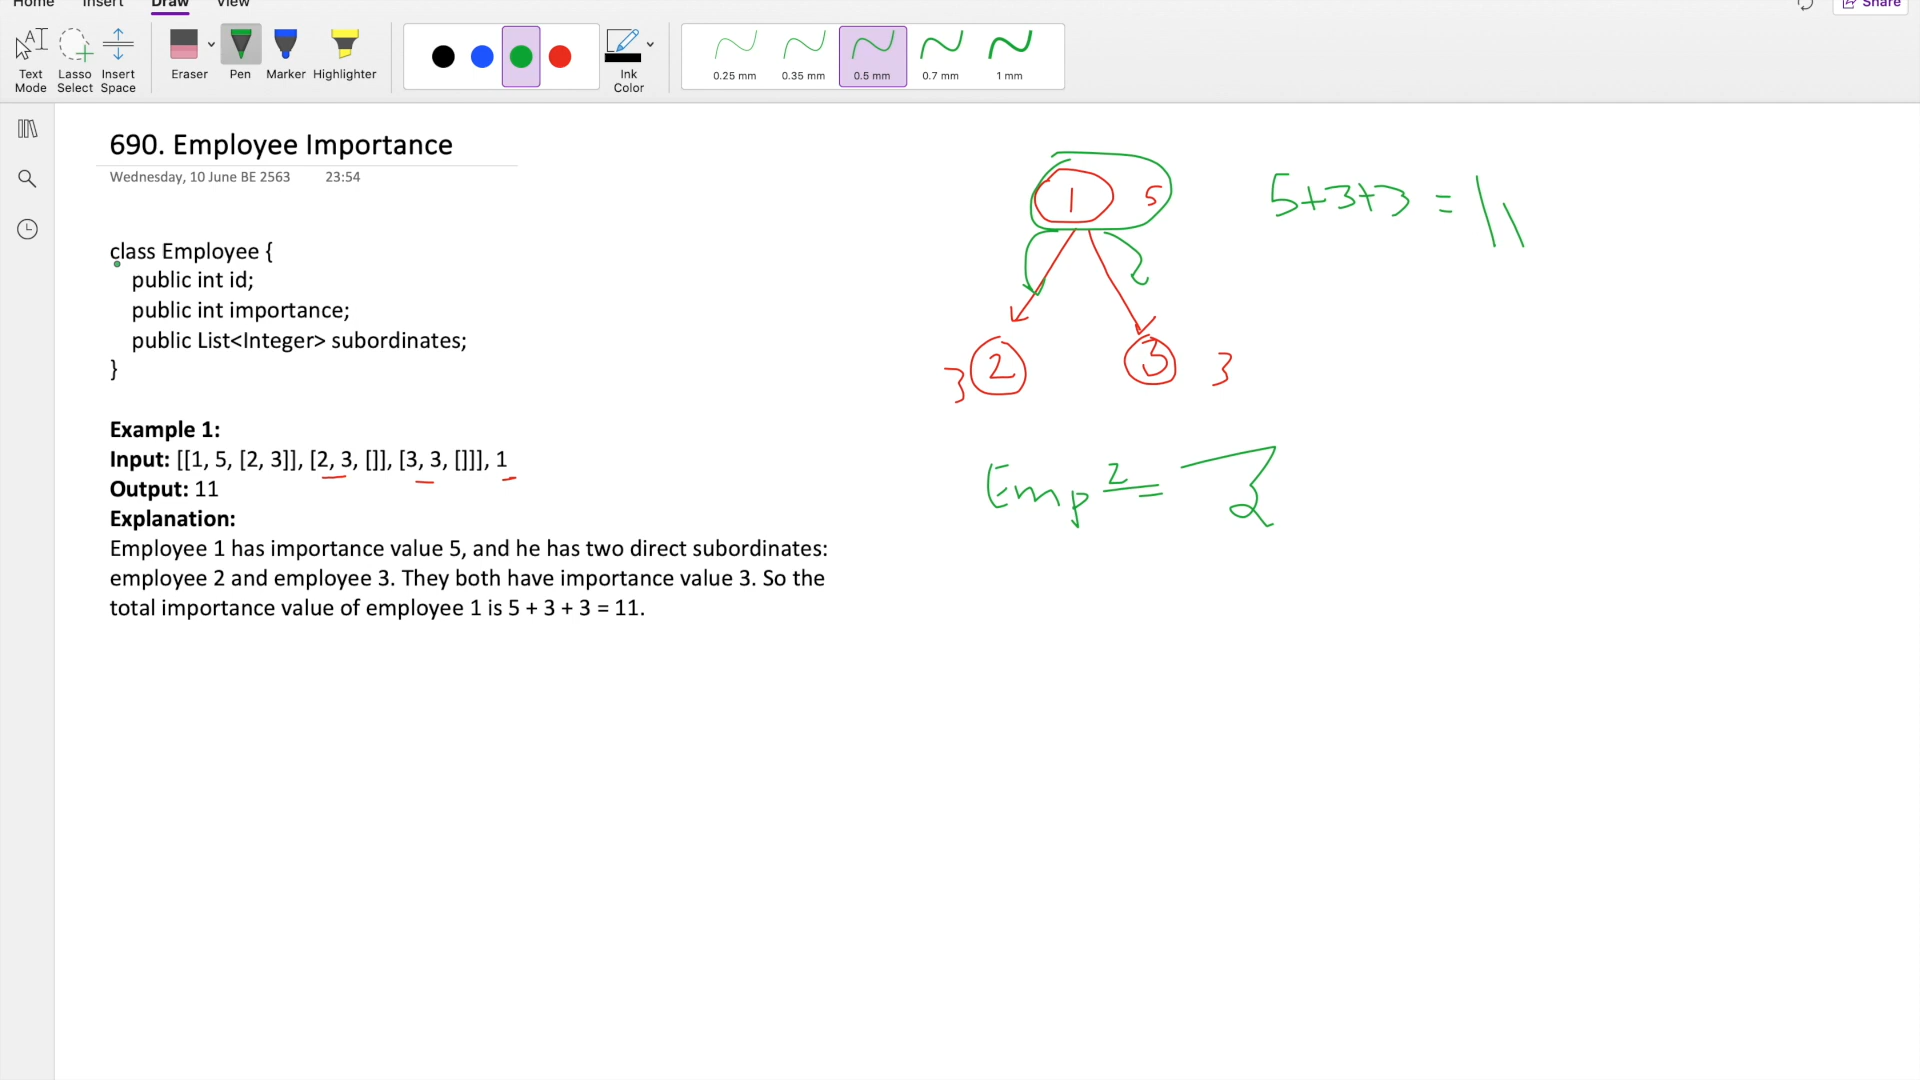 Home Insert Draw View Share
Text Mode Lasso Select Insert Space Eraser Pen Marker Highlighter Ink Color 0.25 mm 0.35 mm 0.5 mm 0.7 mm 1 mm
690. Employee Importance
Wednesday, 10 June BE 2563 23:54
class Employee {
public int id;
public int importance;
public List<Integer> subordinates;
}
Example 1:
Input: [[1, 5, [2, 3]], [2, 3, []], [3, 3, []]], 1
Output: 11
Explanation:
Employee 1 has importance value 5, and he has two direct subordinates:
employee 2 and employee 3. They both have importance value 3. So the
total importance value of employee 1 is 5 + 3 + 3 = 11.
1 5
5+3+3 = 11
3 2 3 3
Emp 2 = 3